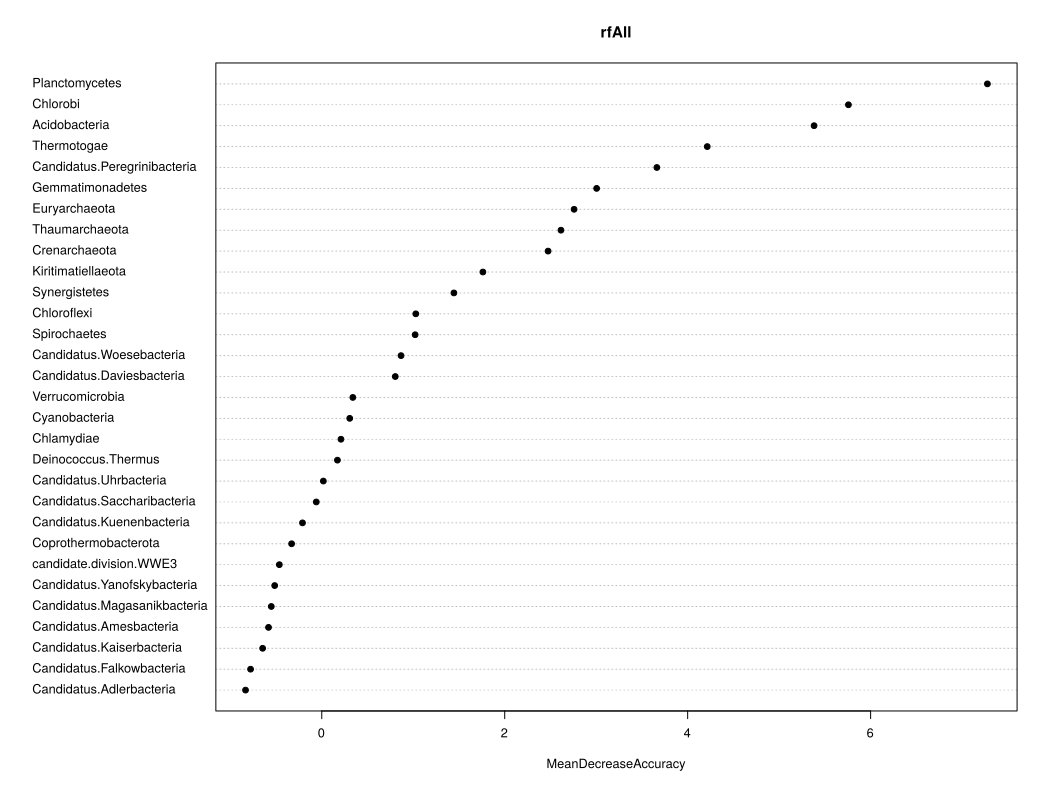 rfAll
Planctomycetes
Chlorobi
Acidobacteria
Thermotogae
Candidatus.Peregrinibacteria
Gemmatimonadetes
Euryarchaeota
Thaumarchaeota
Crenarchaeota
Kiritimatiellaeota
Synergistetes
Chloroflexi
Spirochaetes
Candidatus.Woesebacteria
Candidatus.Daviesbacteria
Verrucomicrobia
Cyanobacteria
Chlamydiae
Deinococcus.Thermus
Candidatus.Uhrbacteria
Candidatus.Saccharibacteria
Candidatus.Kuenenbacteria
Coprothermobacterota
candidate.division.WWE3
Candidatus.Yanofskybacteria
Candidatus.Magasanikbacteria
Candidatus.Amesbacteria
Candidatus.Kaiserbacteria
Candidatus.Falkowbacteria
Candidatus.Adlerbacteria
0 2 4 6
MeanDecreaseAccuracy